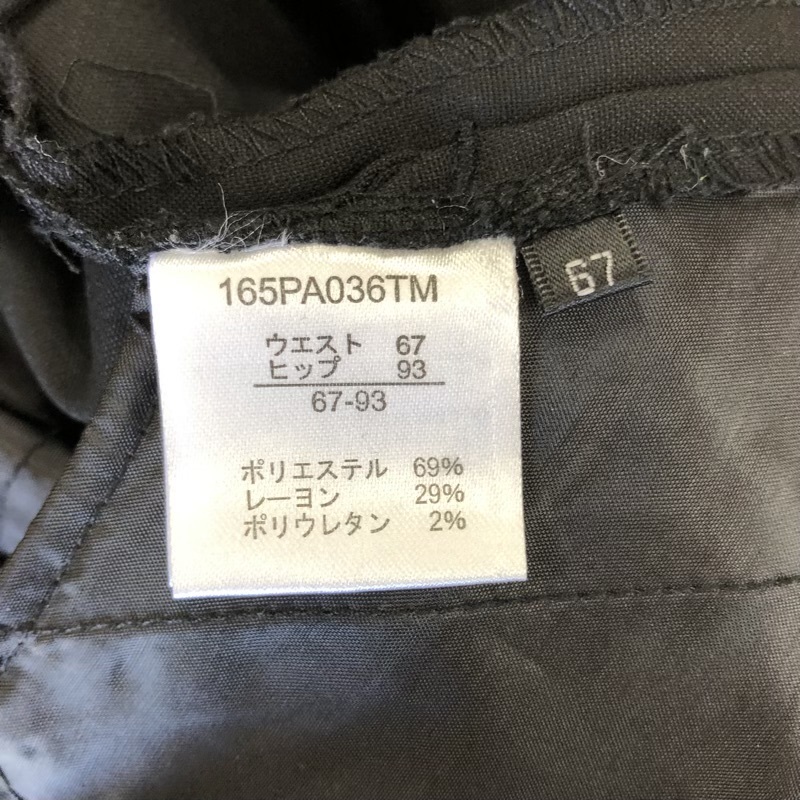 165PA036TM
67
ウエスト 67
ヒップ 93
67-93
ポリエステル 69%
レーヨン 29%
ポリウレタン 2%